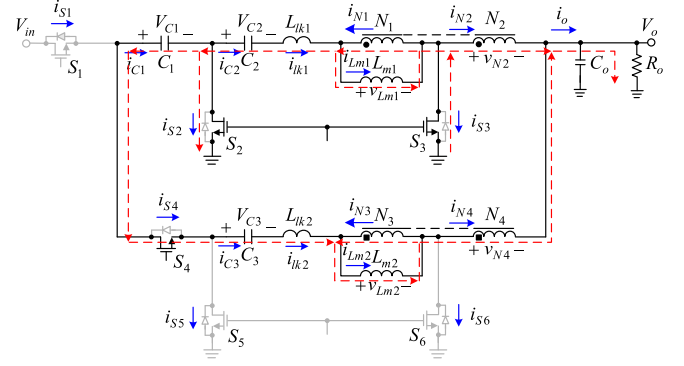 V_in i_S1 S_1
+ V_C1 − i_C1 C_1
+ V_C2 − i_C2 C_2
L_lk1 i_lk1
i_N1 N_1 i_N2 N_2
i_Lm1 L_m1 + v_Lm1 −
+ v_N2 −
i_o V_o C_o R_o
i_S2 S_2 S_3 i_S3
i_S4 S_4
+ V_C3 − i_C3 C_3
L_lk2 i_lk2
i_N3 N_3 i_N4 N_4
i_Lm2 L_m2 + v_Lm2 −
+ v_N4 −
i_S5 S_5 S_6 i_S6